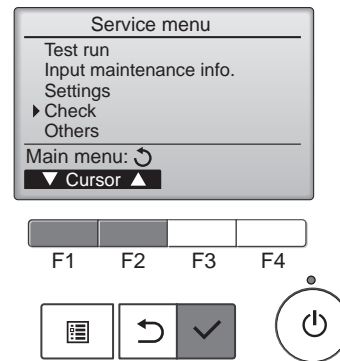 Service menu
Test run
Input maintenance info.
Settings
Check
Others
Main menu:
Cursor
F1 F2 F3 F4